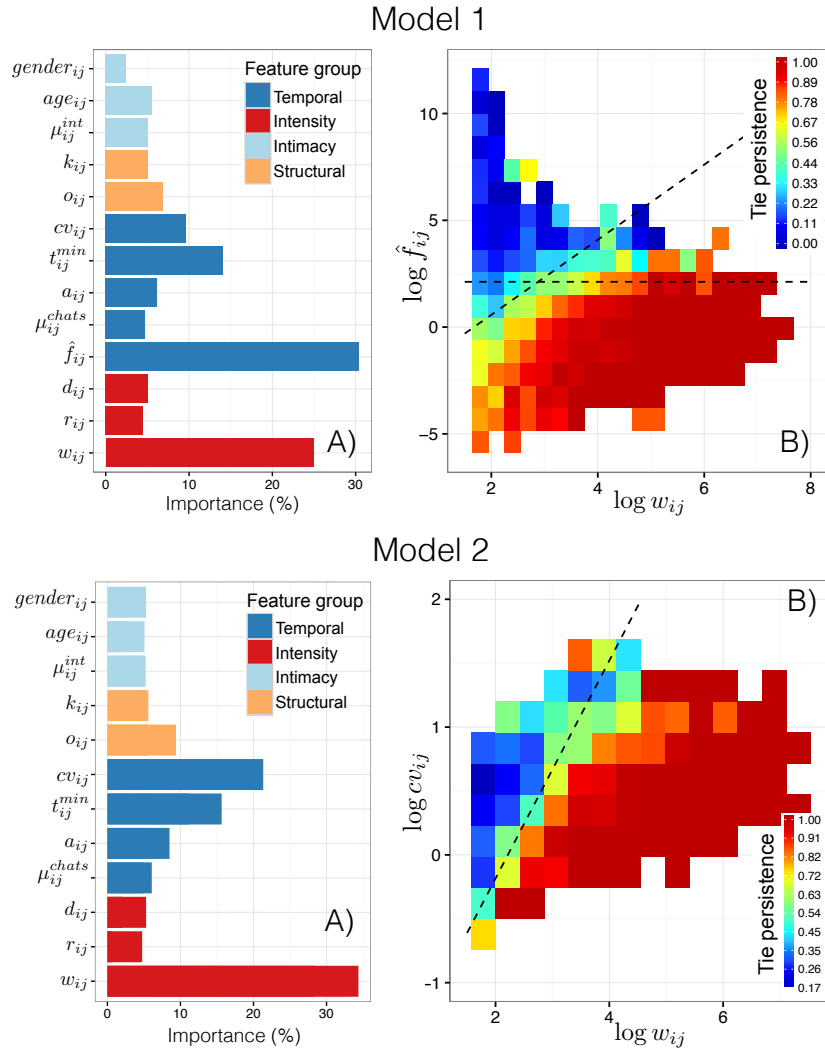 Model 1
gender_ij
age_ij
μ_ij^int
k_ij
o_ij
cv_ij
t_ij^min
a_ij
μ_ij^chats
f̂_ij
d_ij
r_ij
w_ij
Feature group
Temporal
Intensity
Intimacy
Structural
A)
0 10 20 30
Importance (%)
log f̂_ij
10
5
0
−5
Tie persistence
1.00
0.89
0.78
0.67
0.56
0.44
0.33
0.22
0.11
0.00
B)
2 4 6 8
log w_ij
Model 2
gender_ij
age_ij
μ_ij^int
k_ij
o_ij
cv_ij
t_ij^min
a_ij
μ_ij^chats
d_ij
r_ij
w_ij
Feature group
Temporal
Intensity
Intimacy
Structural
A)
0 10 20 30
Importance (%)
B)
log cv_ij
2
1
0
-1
Tie persistence
1.00
0.91
0.82
0.72
0.63
0.54
0.45
0.35
0.26
0.17
2 4 6
log w_ij